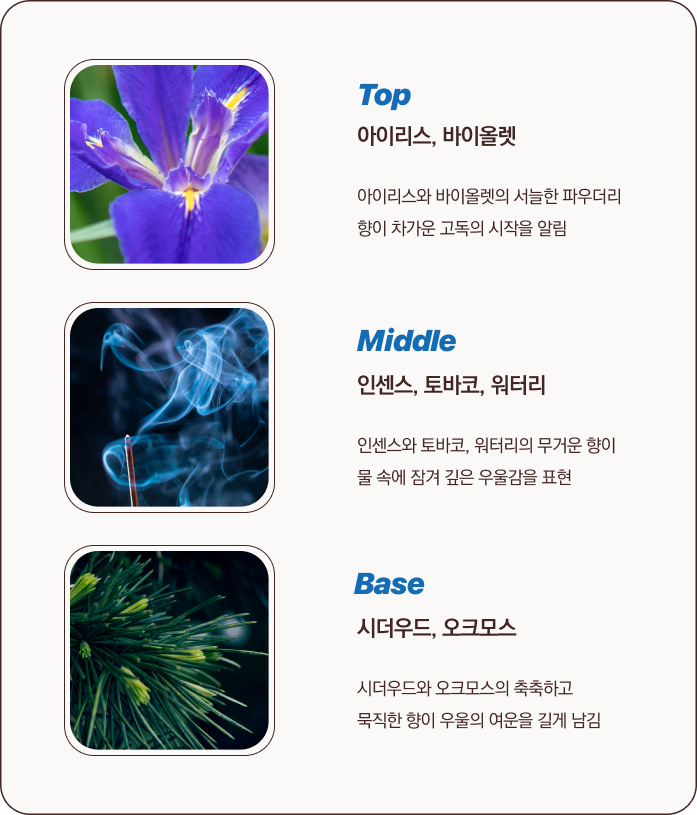 Top
아이리스, 바이올렛
아이리스와 바이올렛의 서늘한 파우더리
향이 차가운 고독의 시작을 알림
Middle
인센스, 토바코, 워터리
인센스와 토바코, 워터리의 무거운 향이
물 속에 잠겨 깊은 우울감을 표현
Base
시더우드, 오크모스
시더우드와 오크모스의 축축하고
묵직한 향이 우울의 여운을 길게 남김